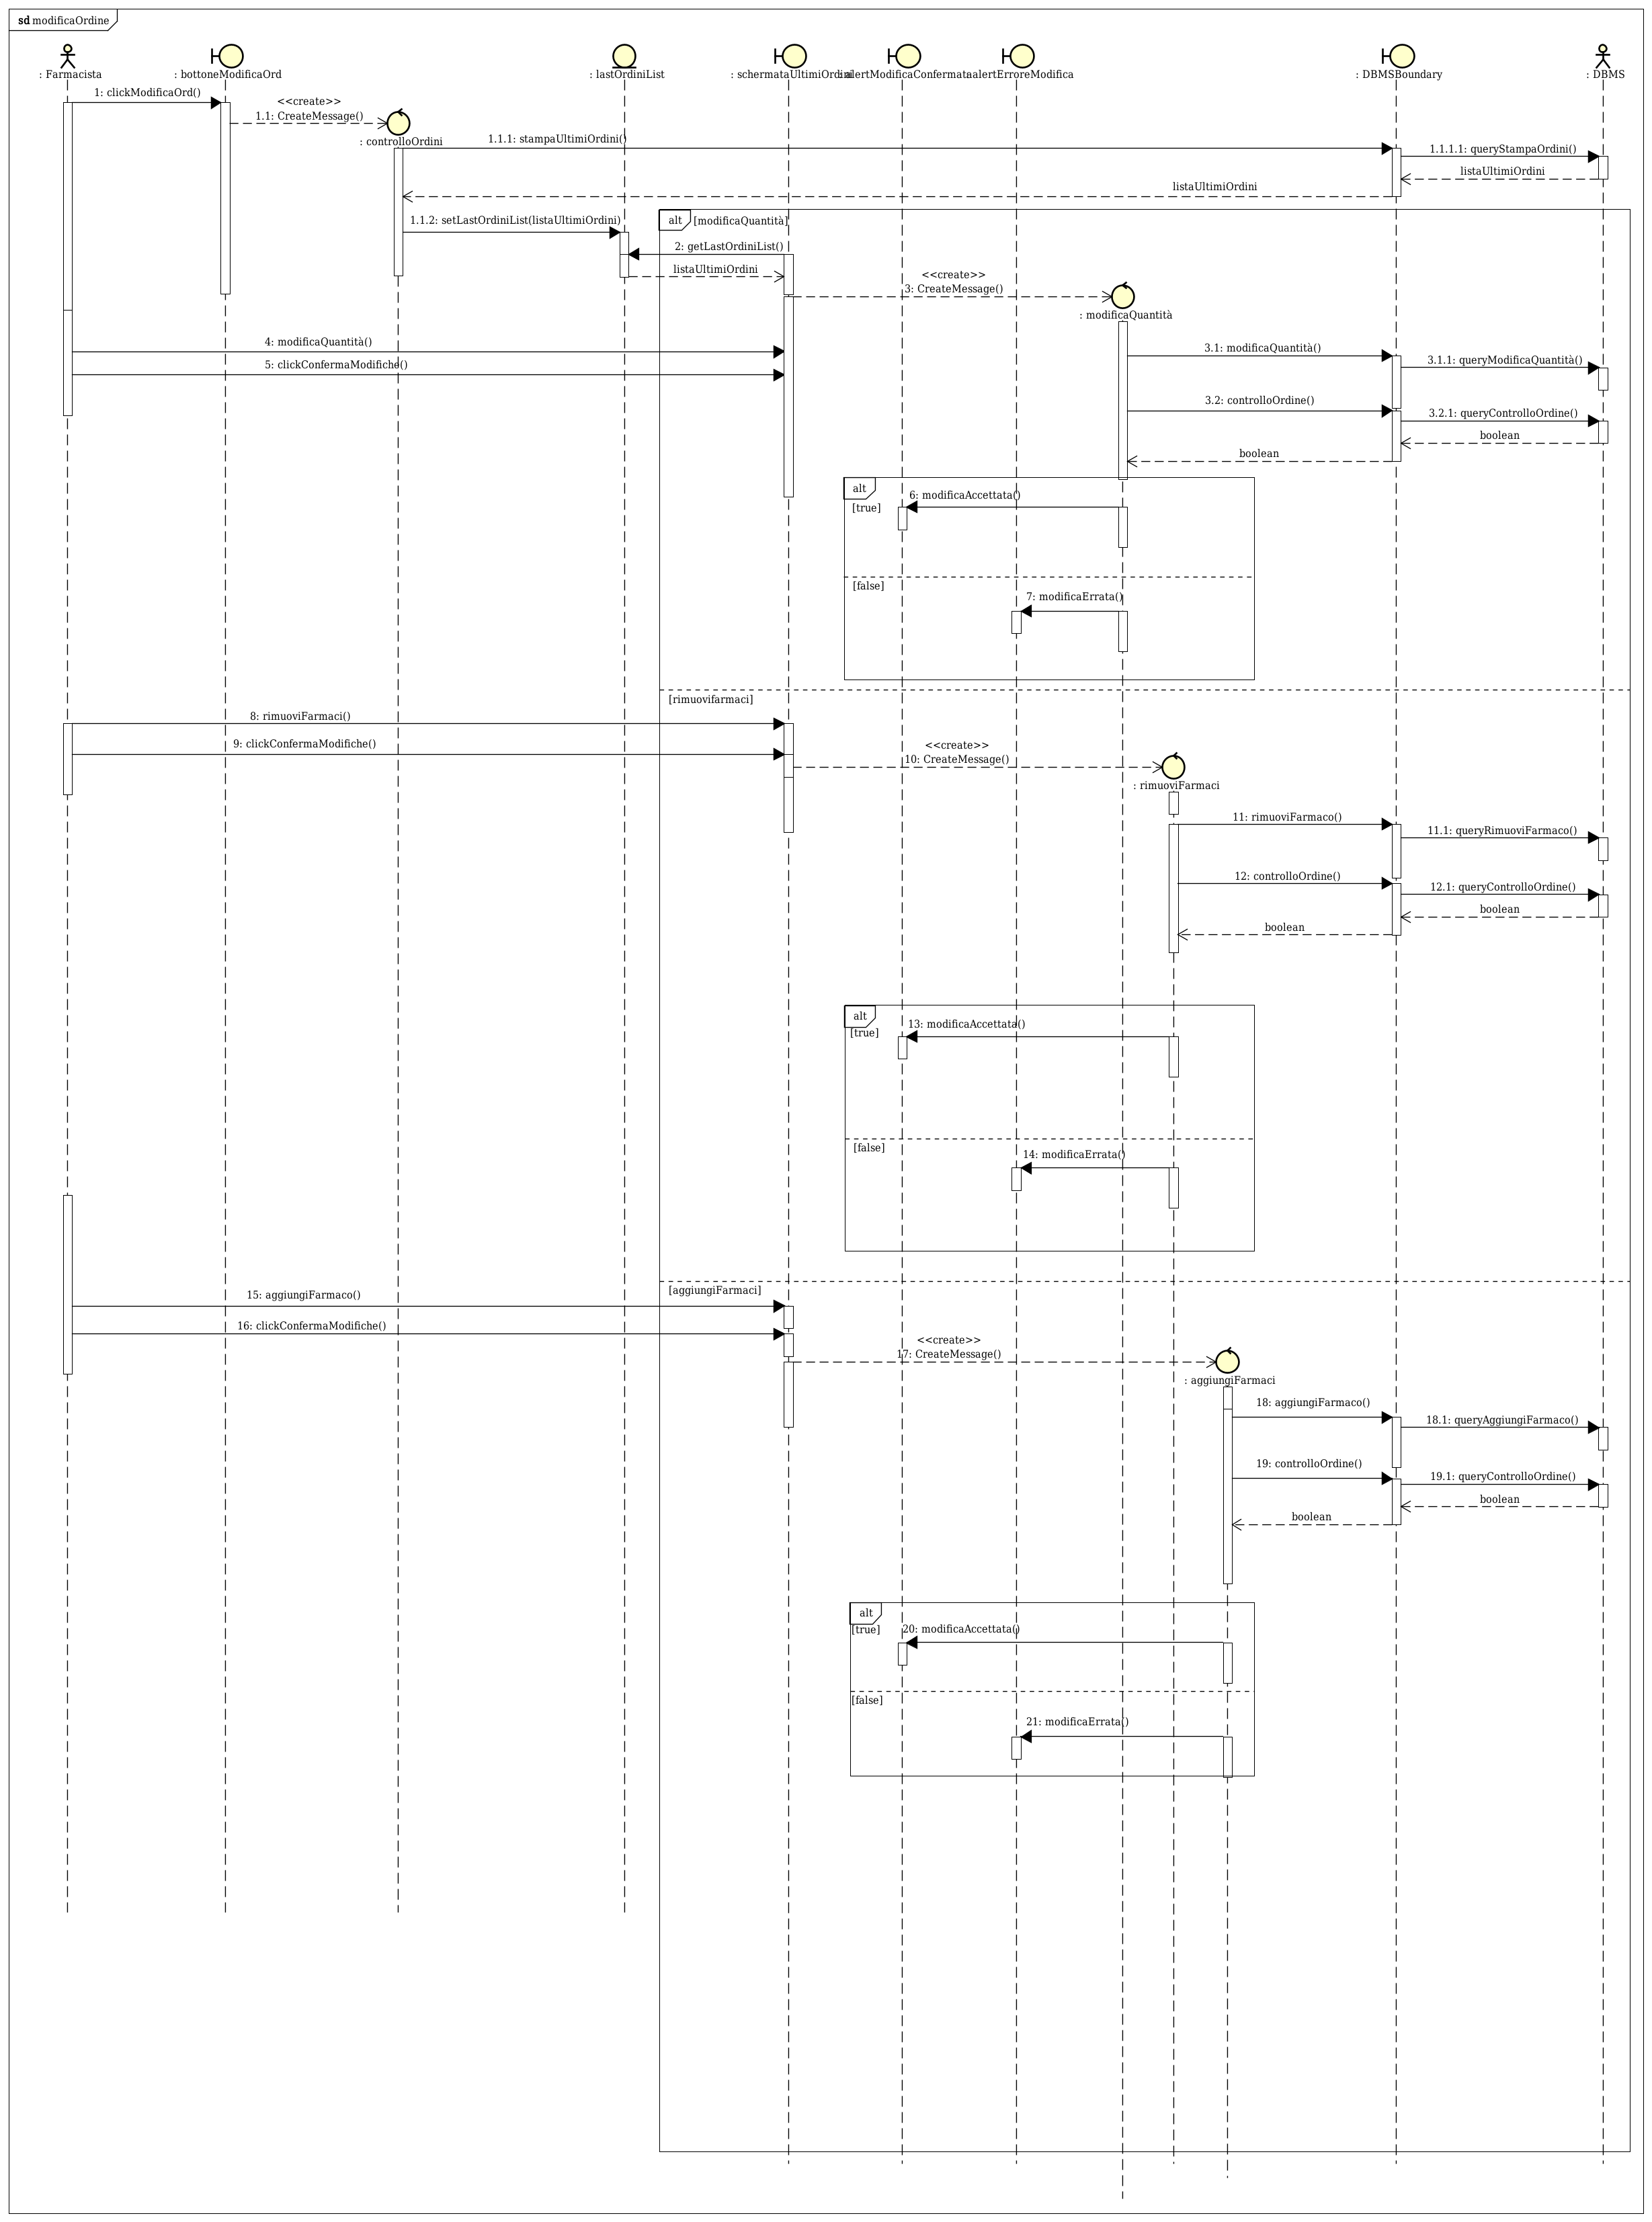 sd modificaOrdine
: Farmacista
: bottoneModificaOrd
: lastOrdiniList
: schermataUltimiOrdini
: alertModificaConfermata
: alertErroreModifica
: DBMSBoundary
: DBMS
1: clickModificaOrd()
<<create>>
1.1: CreateMessage()
: controlloOrdini
1.1.1: stampaUltimiOrdini()
1.1.1.1: queryStampaOrdini()
listaUltimiOrdini
listaUltimiOrdini
alt [modificaQuantità]
1.1.2: setLastOrdiniList(listaUltimiOrdini)
2: getLastOrdiniList()
listaUltimiOrdini
<<create>>
3: CreateMessage()
: modificaQuantità
4: modificaQuantità()
3.1: modificaQuantità()
3.1.1: queryModificaQuantità()
5: clickConfermaModifiche()
3.2: controlloOrdine()
3.2.1: queryControlloOrdine()
boolean
boolean
alt
6: modificaAccettata()
[true]
[false]
7: modificaErrata()
[rimuovifarmaci]
8: rimuoviFarmaci()
9: clickConfermaModifiche()
<<create>>
10: CreateMessage()
: rimuoviFarmaci
11: rimuoviFarmaco()
11.1: queryRimuoviFarmaco()
12: controlloOrdine()
12.1: queryControlloOrdine()
boolean
boolean
alt
13: modificaAccettata()
[true]
[false]
14: modificaErrata()
[aggiungiFarmaci]
15: aggiungiFarmaco()
16: clickConfermaModifiche()
<<create>>
17: CreateMessage()
: aggiungiFarmaci
18: aggiungiFarmaco()
18.1: queryAggiungiFarmaco()
19: controlloOrdine()
19.1: queryControlloOrdine()
boolean
boolean
alt
[true]
20: modificaAccettata()
[false]
21: modificaErrata()